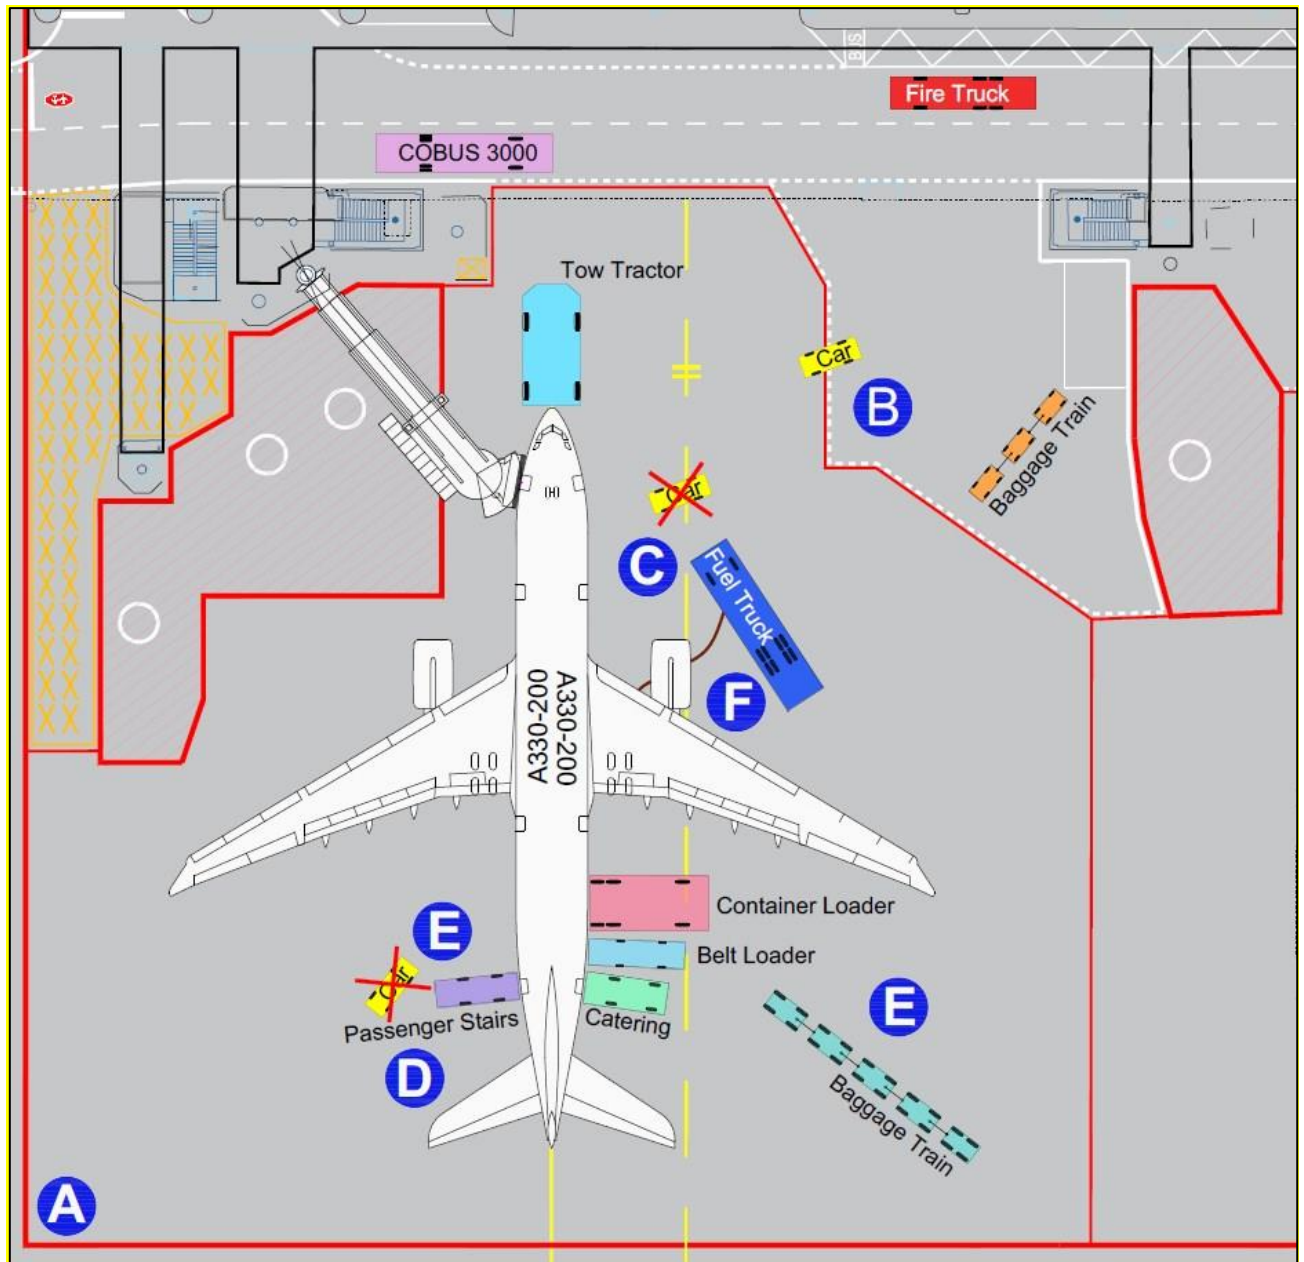 BUS
Fire Truck
COBUS 3000
Tow Tractor
Car
B
Baggage Train
Car
C
Fuel Truck
F
A330-200
A330-200
Container Loader
E
Belt Loader
Car
Passenger Stairs
Catering
E
D
Baggage Train
A